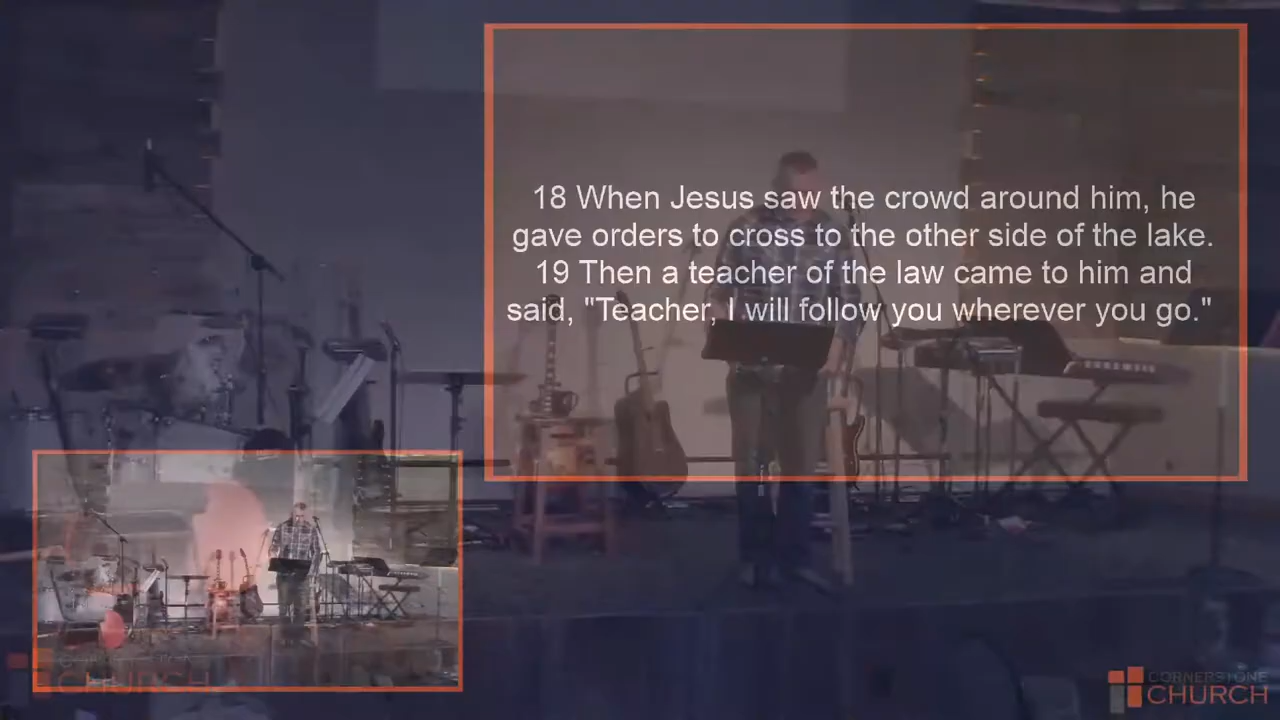 18 When Jesus saw the crowd around him, he
gave orders to cross to the other side of the lake.
19 Then a teacher of the law came to him and
said, "Teacher, I will follow you wherever you go."
CHURCH
CORNERSTONE
CHURCH